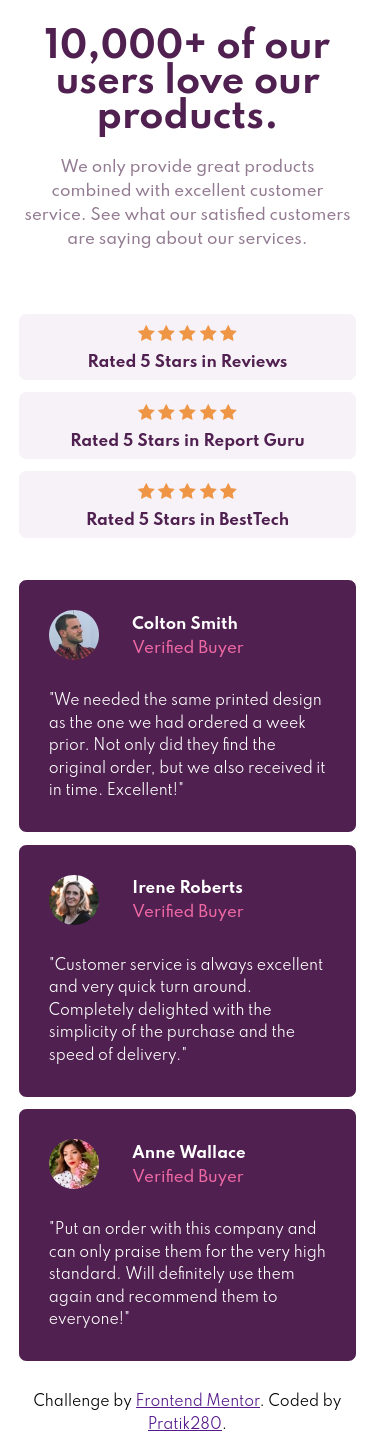 10,000+ of our
users love our
products.
We only provide great products
combined with excellent customer
service. See what our satisfied customers
are saying about our services.
Rated 5 Stars in Reviews
Rated 5 Stars in Report Guru
Rated 5 Stars in BestTech
Colton Smith
Verified Buyer
"We needed the same printed design
as the one we had ordered a week
prior. Not only did they find the
original order, but we also received it
in time. Excellent!"
Irene Roberts
Verified Buyer
"Customer service is always excellent
and very quick turn around.
Completely delighted with the
simplicity of the purchase and the
speed of delivery."
Anne Wallace
Verified Buyer
"Put an order with this company and
can only praise them for the very high
standard. Will definitely use them
again and recommend them to
everyone!"
Challenge by Frontend Mentor. Coded by
Pratik280.